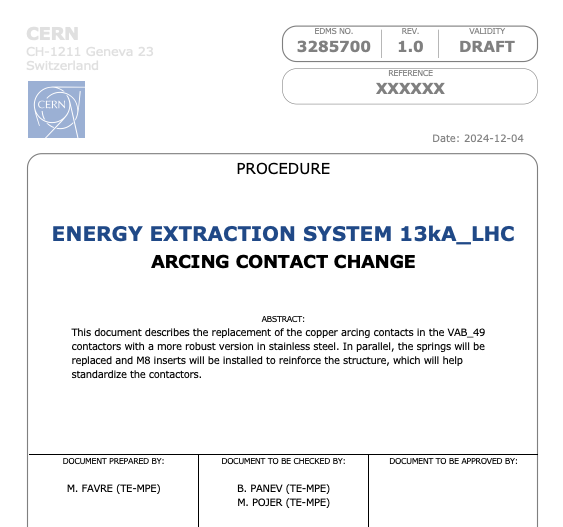 CERN
CH-1211 Geneva 23
Switzerland
CERN
EDMS NO.
REV.
VALIDITY
3285700
1.0
DRAFT
REFERENCE
XXXXXX
Date: 2024-12-04
PROCEDURE
ENERGY EXTRACTION SYSTEM 13kA_LHC
ARCING CONTACT CHANGE
ABSTRACT:
This document describes the replacement of the copper arcing contacts in the VAB_49
contactors with a more robust version in stainless steel. In parallel, the springs will be
replaced and M8 inserts will be installed to reinforce the structure, which will help
standardize the contactors.
DOCUMENT PREPARED BY:
DOCUMENT TO BE CHECKED BY:
DOCUMENT TO BE APPROVED BY:
M. FAVRE (TE-MPE)
B. PANEV (TE-MPE)
M. POJER (TE-MPE)